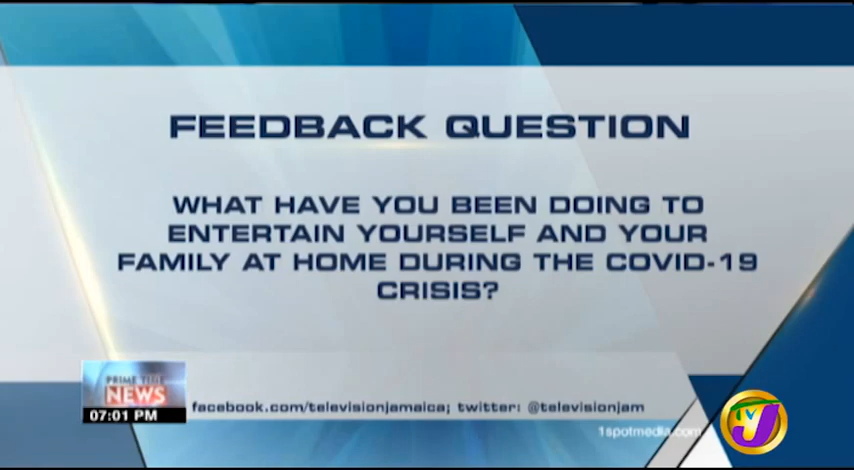 FEEDBACK QUESTION
WHAT HAVE YOU BEEN DOING TO
ENTERTAIN YOURSELF AND YOUR
FAMILY AT HOME DURING THE COVID-19
CRISIS?
PRIME TIME
NEWS
07:01 PM
facebook.com/televisionjamaica; twitter: @televisionjam
1spotmedia.com
TVJ